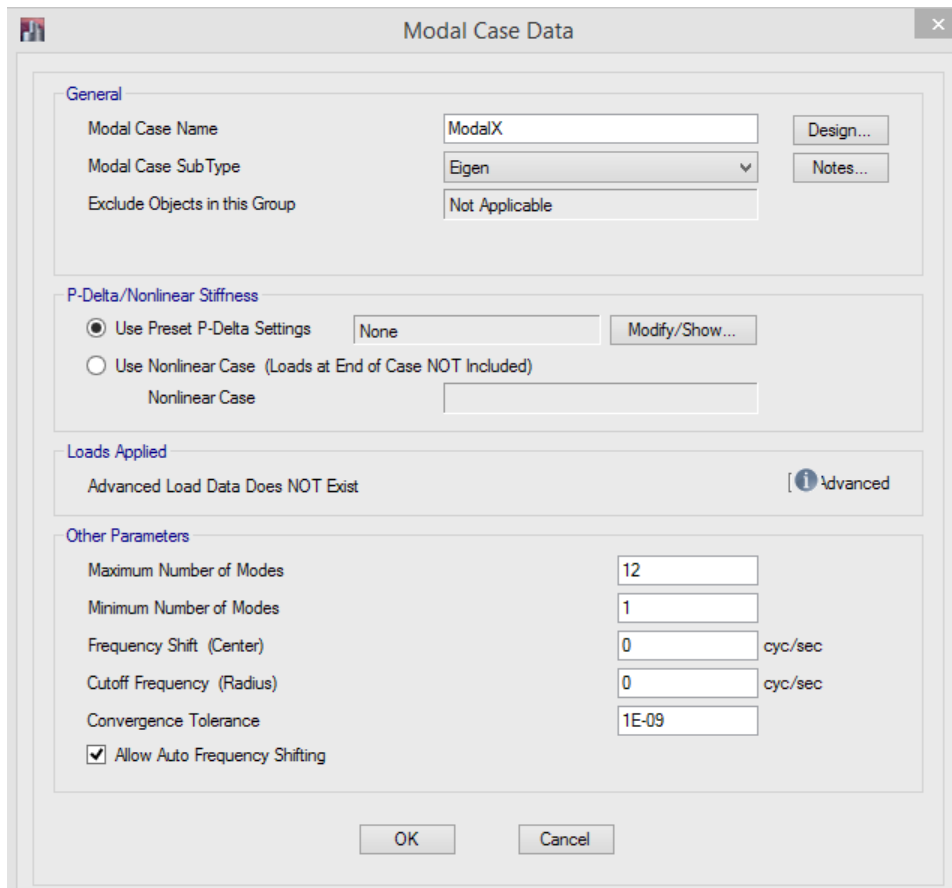 Modal Case Data
General
Modal Case Name ModalX Design...
Modal Case SubType Eigen Notes...
Exclude Objects in this Group Not Applicable
P-Delta/Nonlinear Stiffness
Use Preset P-Delta Settings None Modify/Show...
Use Nonlinear Case (Loads at End of Case NOT Included)
Nonlinear Case
Loads Applied
Advanced Load Data Does NOT Exist Advanced
Other Parameters
Maximum Number of Modes 12
Minimum Number of Modes 1
Frequency Shift (Center) 0 cyc/sec
Cutoff Frequency (Radius) 0 cyc/sec
Convergence Tolerance 1E-09
Allow Auto Frequency Shifting
OK Cancel